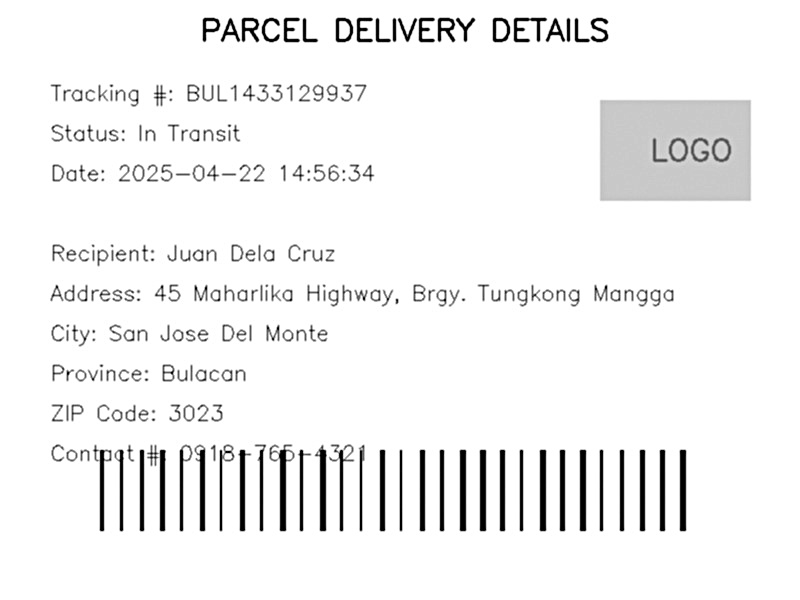 PARCEL DELIVERY DETAILS
Tracking #: BUL1433129937
Status: In Transit
Date: 2025-04-22 14:56:34
LOGO
Recipient: Juan Dela Cruz
Address: 45 Maharlika Highway, Brgy. Tungkong Mangga
City: San Jose Del Monte
Province: Bulacan
ZIP Code: 3023
Contact #: 0918-765-4321